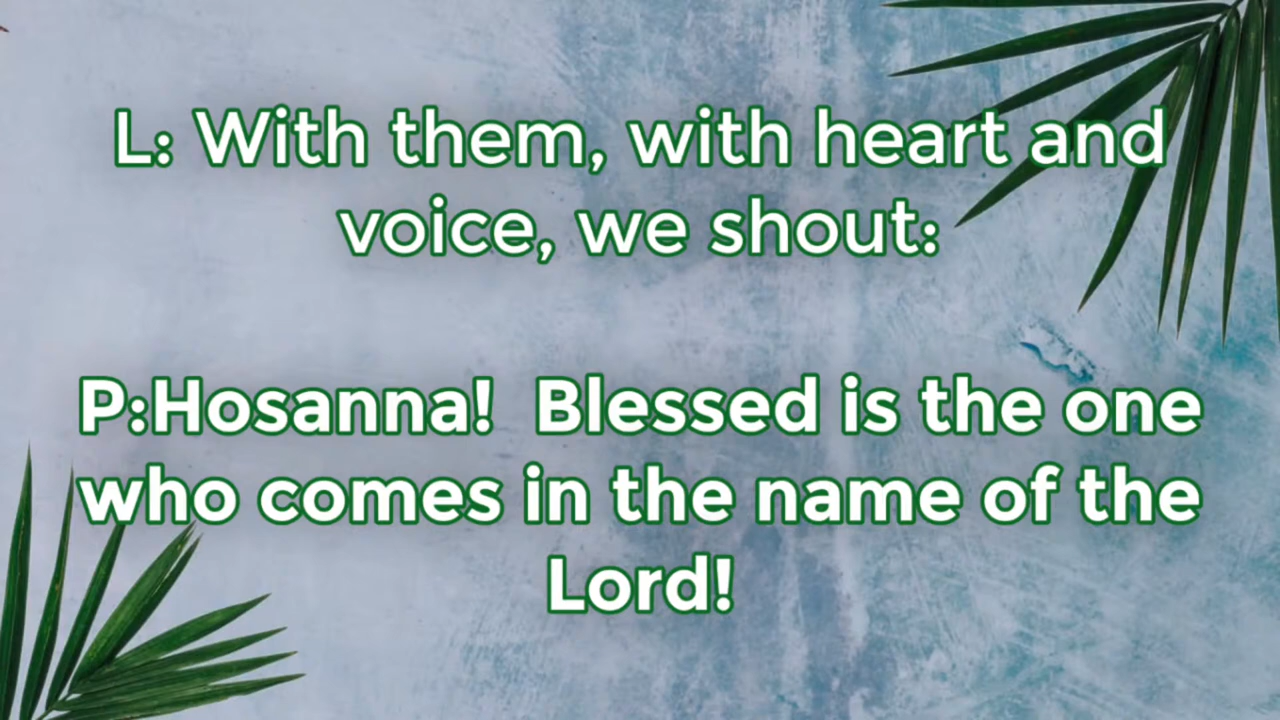 L: With them, with heart and
voice, we shout:
P:Hosanna!  Blessed is the one
who comes in the name of the
Lord!